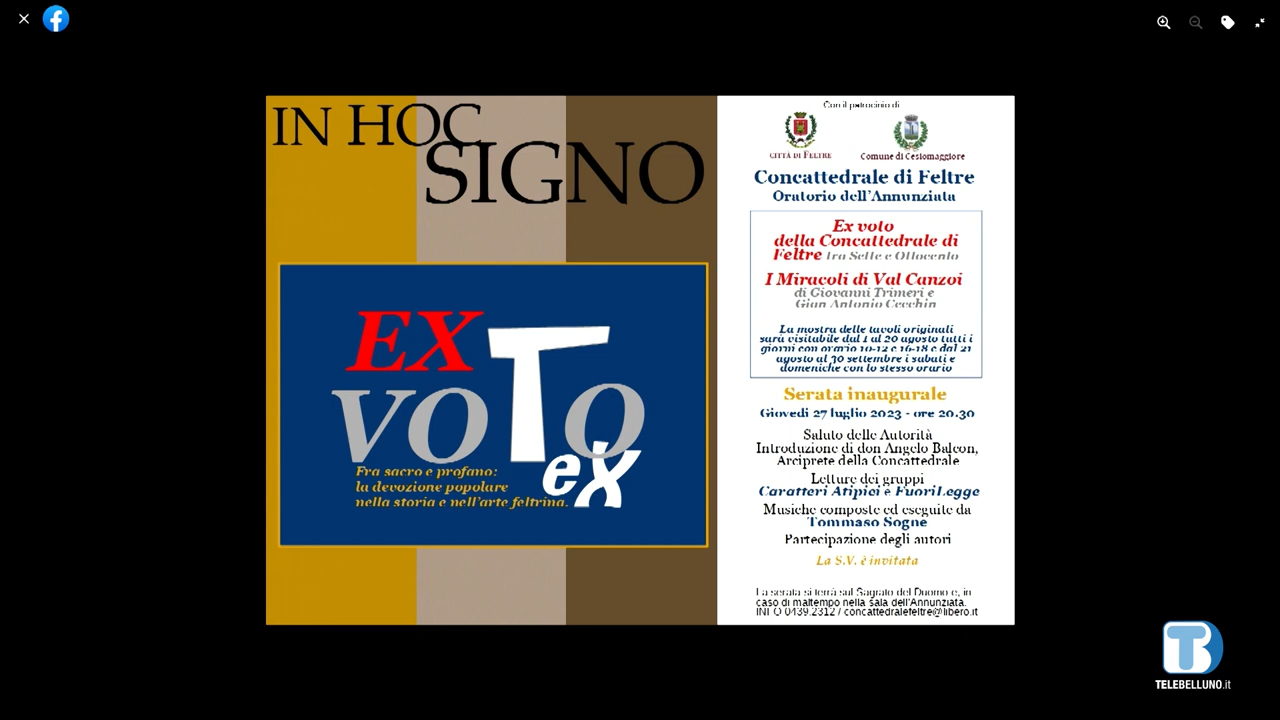 IN HOC
SIGNO
EX
VOTO
ex
Fra sacro e profano:
la devozione popolare
nella storia e nell'arte feltrina.
Con il patrocinio di
CITTÀ DI FELTRE
Comune di Cesiomaggiore
Concattedrale di Feltre
Oratorio dell'Annunziata
Ex voto
della Concattedrale di
Feltre tra Sette e Ottocento
I Miracoli di Val Canzoi
di Giovanni Trimeri e
Gian Antonio Cecchin
La mostra delle tavoli originali
sarà visitabile dal 1 al 20 agosto tutti i
giorni con orario 10-12 e 16-18 e dal 21
agosto al 30 settembre i sabati e
domeniche con lo stesso orario
Serata inaugurale
Giovedì 27 luglio 2023 - ore 20.30
Saluto delle Autorità
Introduzione di don Angelo Balcon,
Arciprete della Concattedrale
Letture dei gruppi
Caratteri Atipici e FuoriLegge
Musiche composte ed eseguite da
Tommaso Sogne
Partecipazione degli autori
La S.V. è invitata
La serata si terrà sul Sagrato del Duomo e, in
caso di maltempo nella sala dell'Annunziata.
INFO 0439.2312 / concattedralefeltre@libero.it
TELEBELLUNO.it